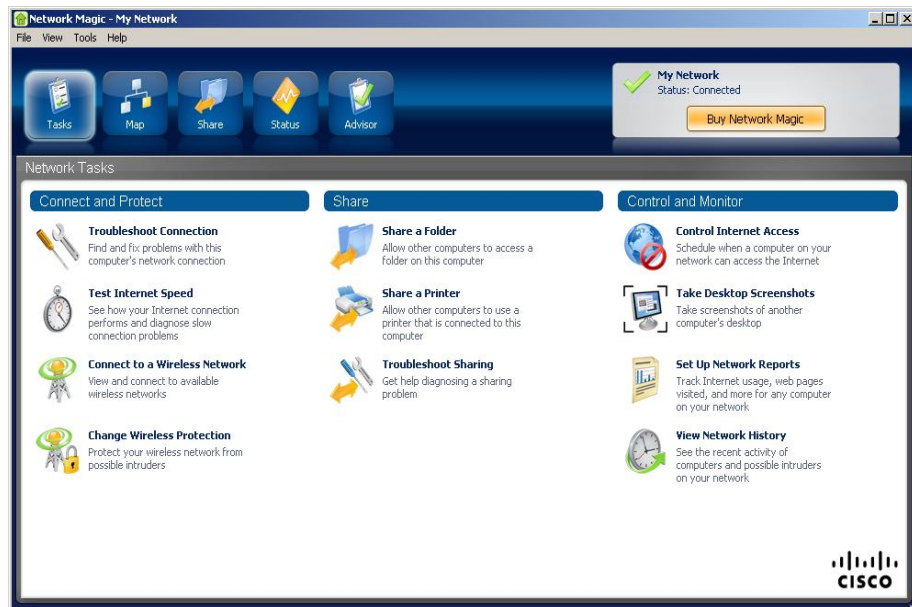 Network Magic - My Network
File View Tools Help
Tasks
Map
Share
Status
Advisor
My Network
Status: Connected
Buy Network Magic
Network Tasks
Connect and Protect
Troubleshoot Connection
Find and fix problems with this
computer's network connection
Test Internet Speed
See how your Internet connection
performs and diagnose slow
connection problems
Connect to a Wireless Network
View and connect to available
wireless networks
Change Wireless Protection
Protect your wireless network from
possible intruders
Share
Share a Folder
Allow other computers to access a
folder on this computer
Share a Printer
Allow other computers to use a
printer that is connected to this
computer
Troubleshoot Sharing
Get help diagnosing a sharing
problem
Control and Monitor
Control Internet Access
Schedule when a computer on your
network can access the Internet
Take Desktop Screenshots
Take screenshots of another
computer's desktop
Set Up Network Reports
Track Internet usage, web pages
visited, and more for any computer
on your network
View Network History
See the recent activity of
computers and possible intruders
on your network
CISCO